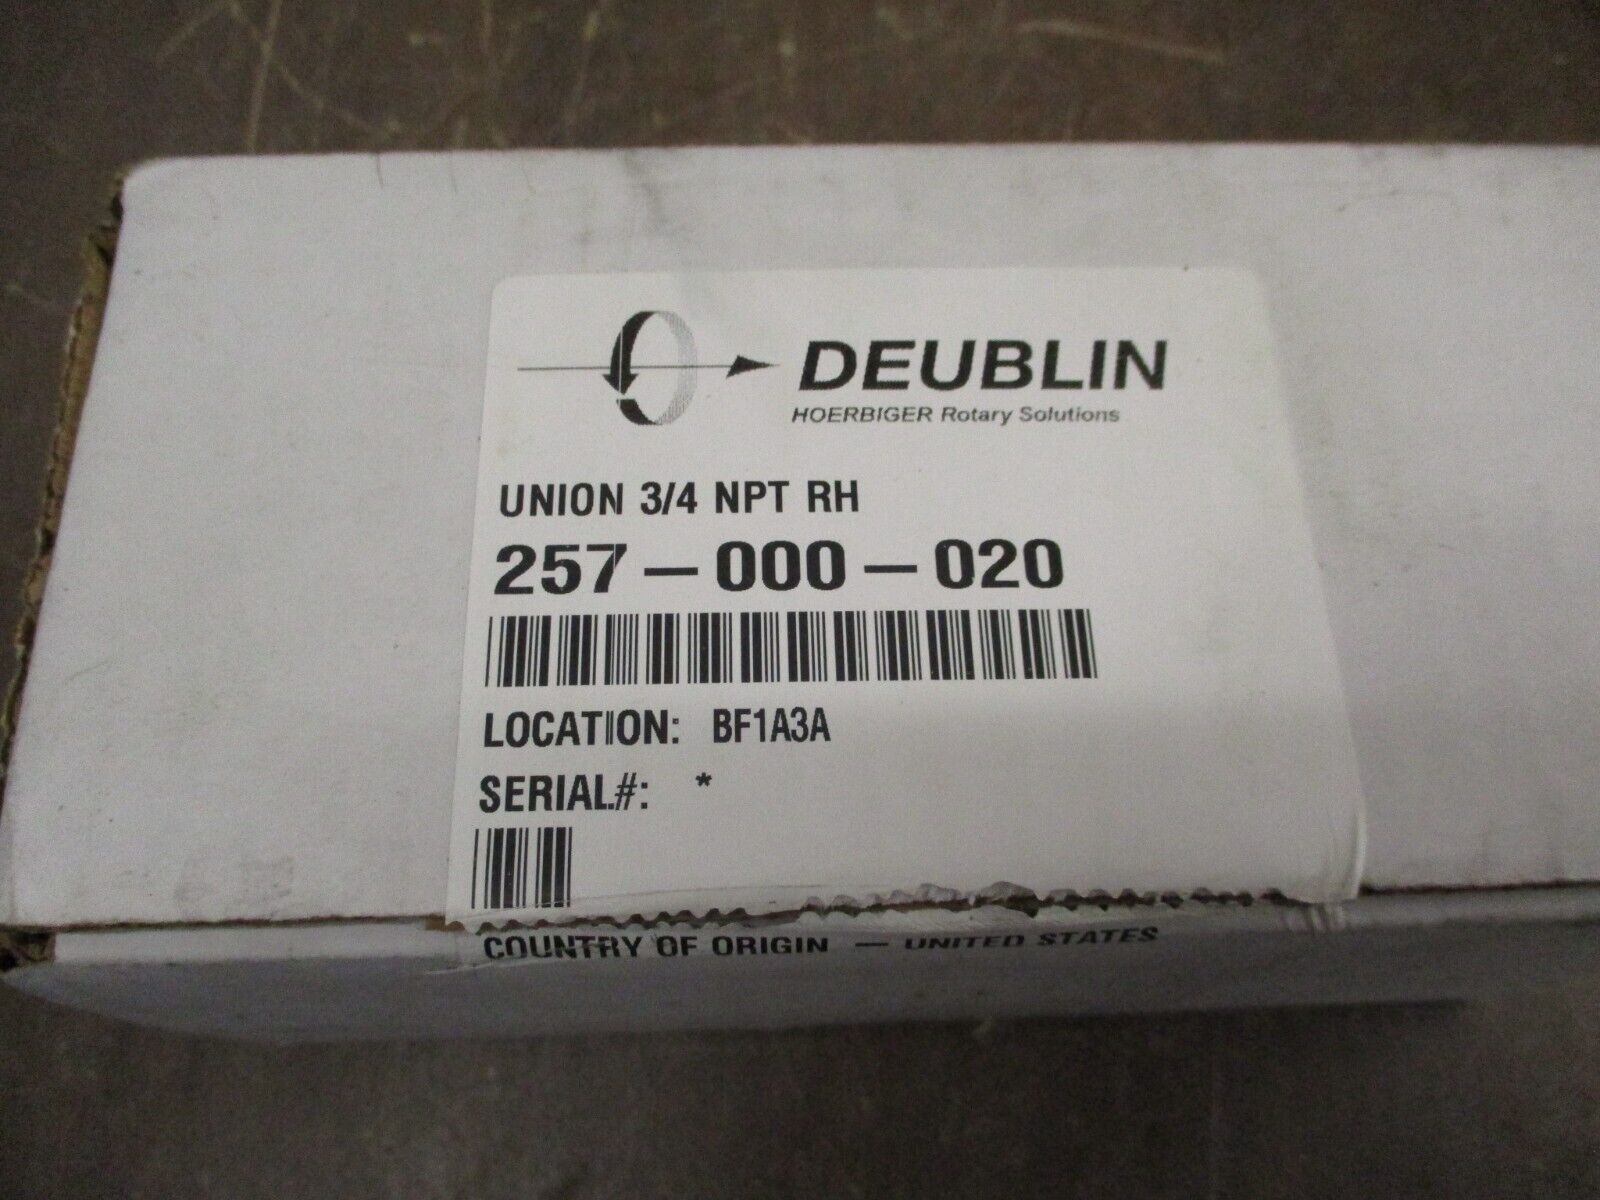 DEUBLIN
HOERBIGER Rotary Solutions
UNION 3/4 NPT RH
257-000-020
LOCATION: BF1A3A
SERIAL#: *
COUNTRY OF ORIGIN - UNITED STATES